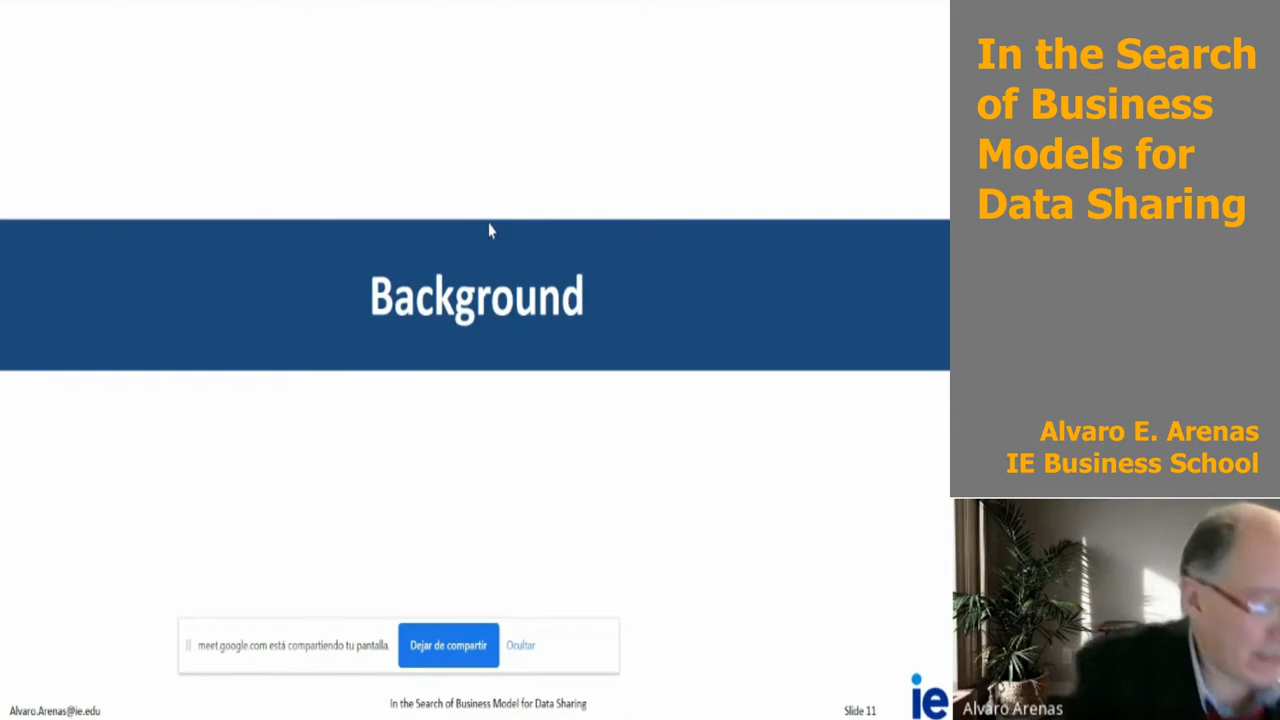 In the Search
of Business
Models for
Data Sharing
Background
Alvaro E. Arenas
IE Business School
meet.google.com está compartiendo tu pantalla.
Dejar de compartir
Ocultar
In the Search of Business Model for Data Sharing
Alvaro.Arenas@ie.edu
Slide 11
ie
Alvaro Arenas